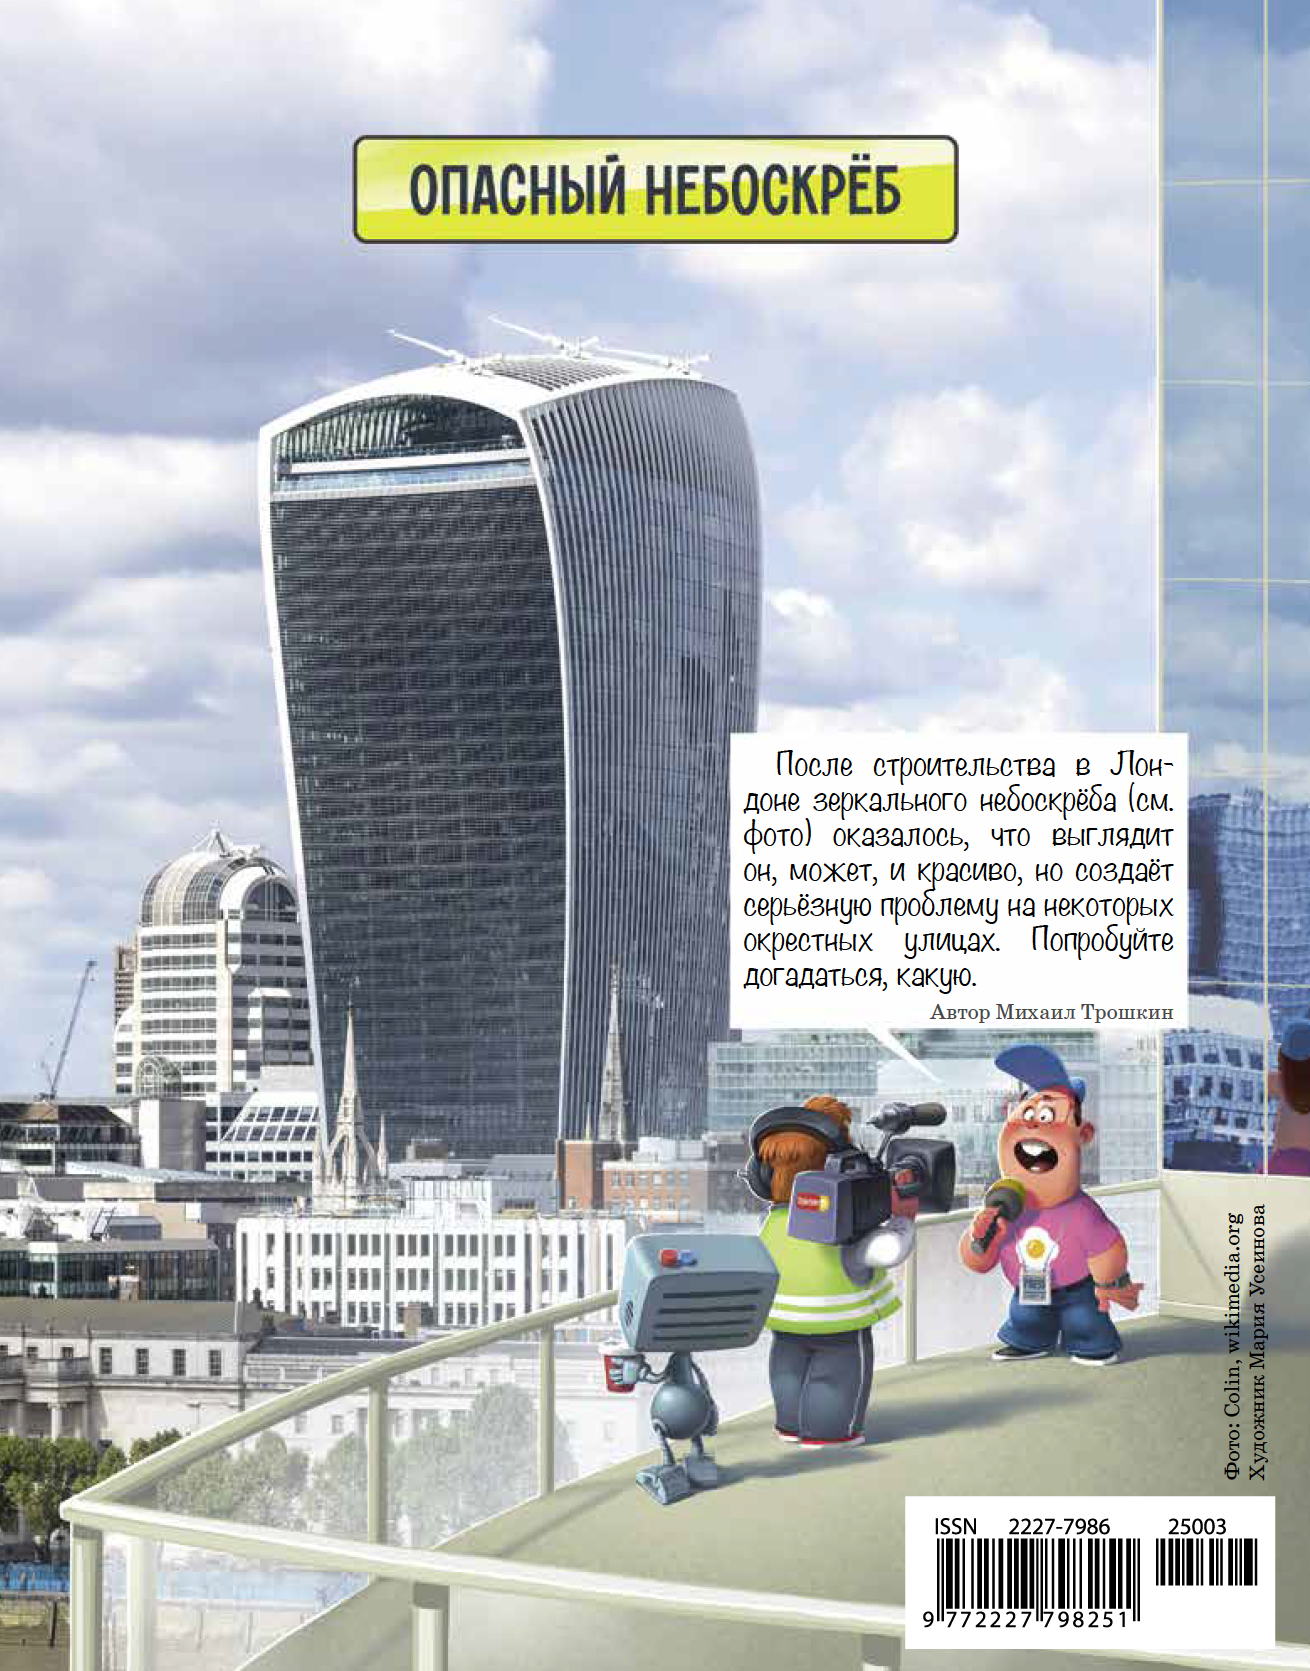 ОПАСНЫЙ НЕБОСКРЁБ
После строительства в Лон-
доне зеркального небоскрёба (см.
фото) оказалось, что выглядит
он, может, и красиво, но создаёт
серьёзную проблему на некоторых
окрестных улицах. Попробуйте
догадаться, какую.
Автор Михаил Трошкин
Фото: Colin, wikimedia.org
Художник Мария Усеинова
ISSN 2227-7986 25003
9 772227 798251